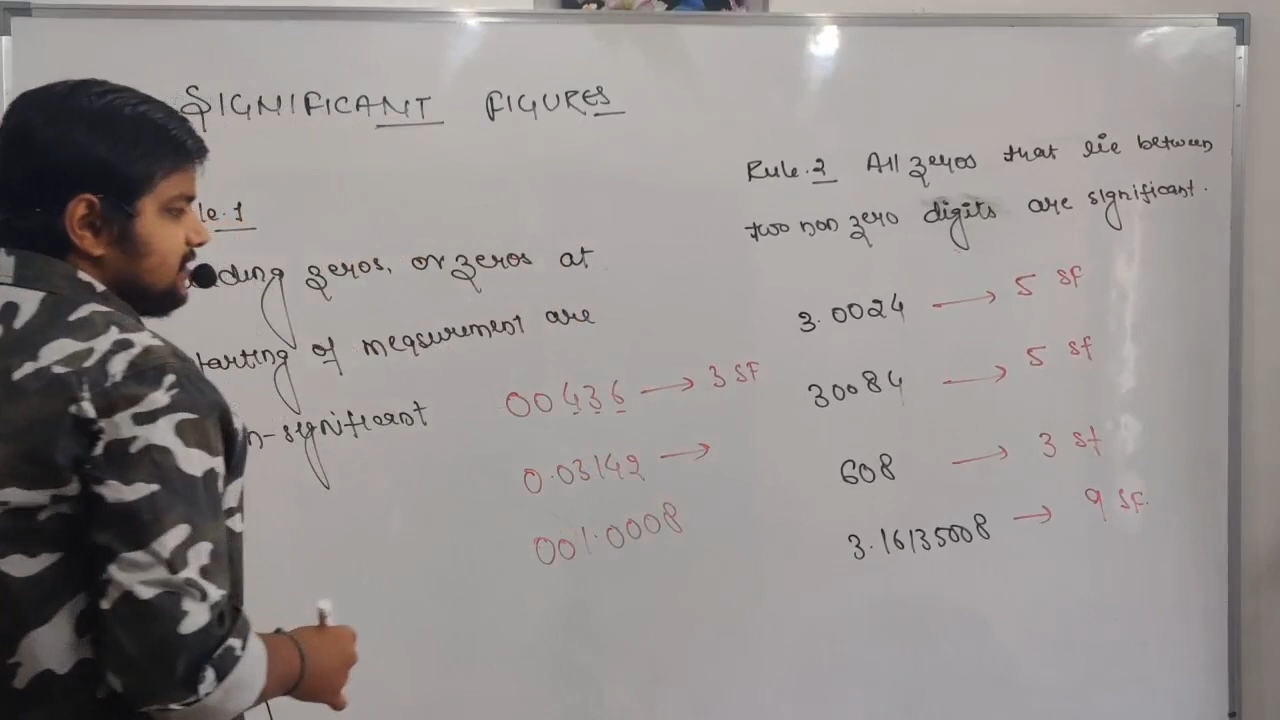 SIGNIFICANT FIGURES
le.1
ding zeros, or zeros at
tarting of measurement are
n-significant
00436 → 3 SF
0.03142 →
001.0008
Rule.2 All zeros that lie between
two non zero digits are significant.
3.0024 → 5 sf
30084 → 5 sf
608 → 3 sf
3.16135008 → 9 SF.